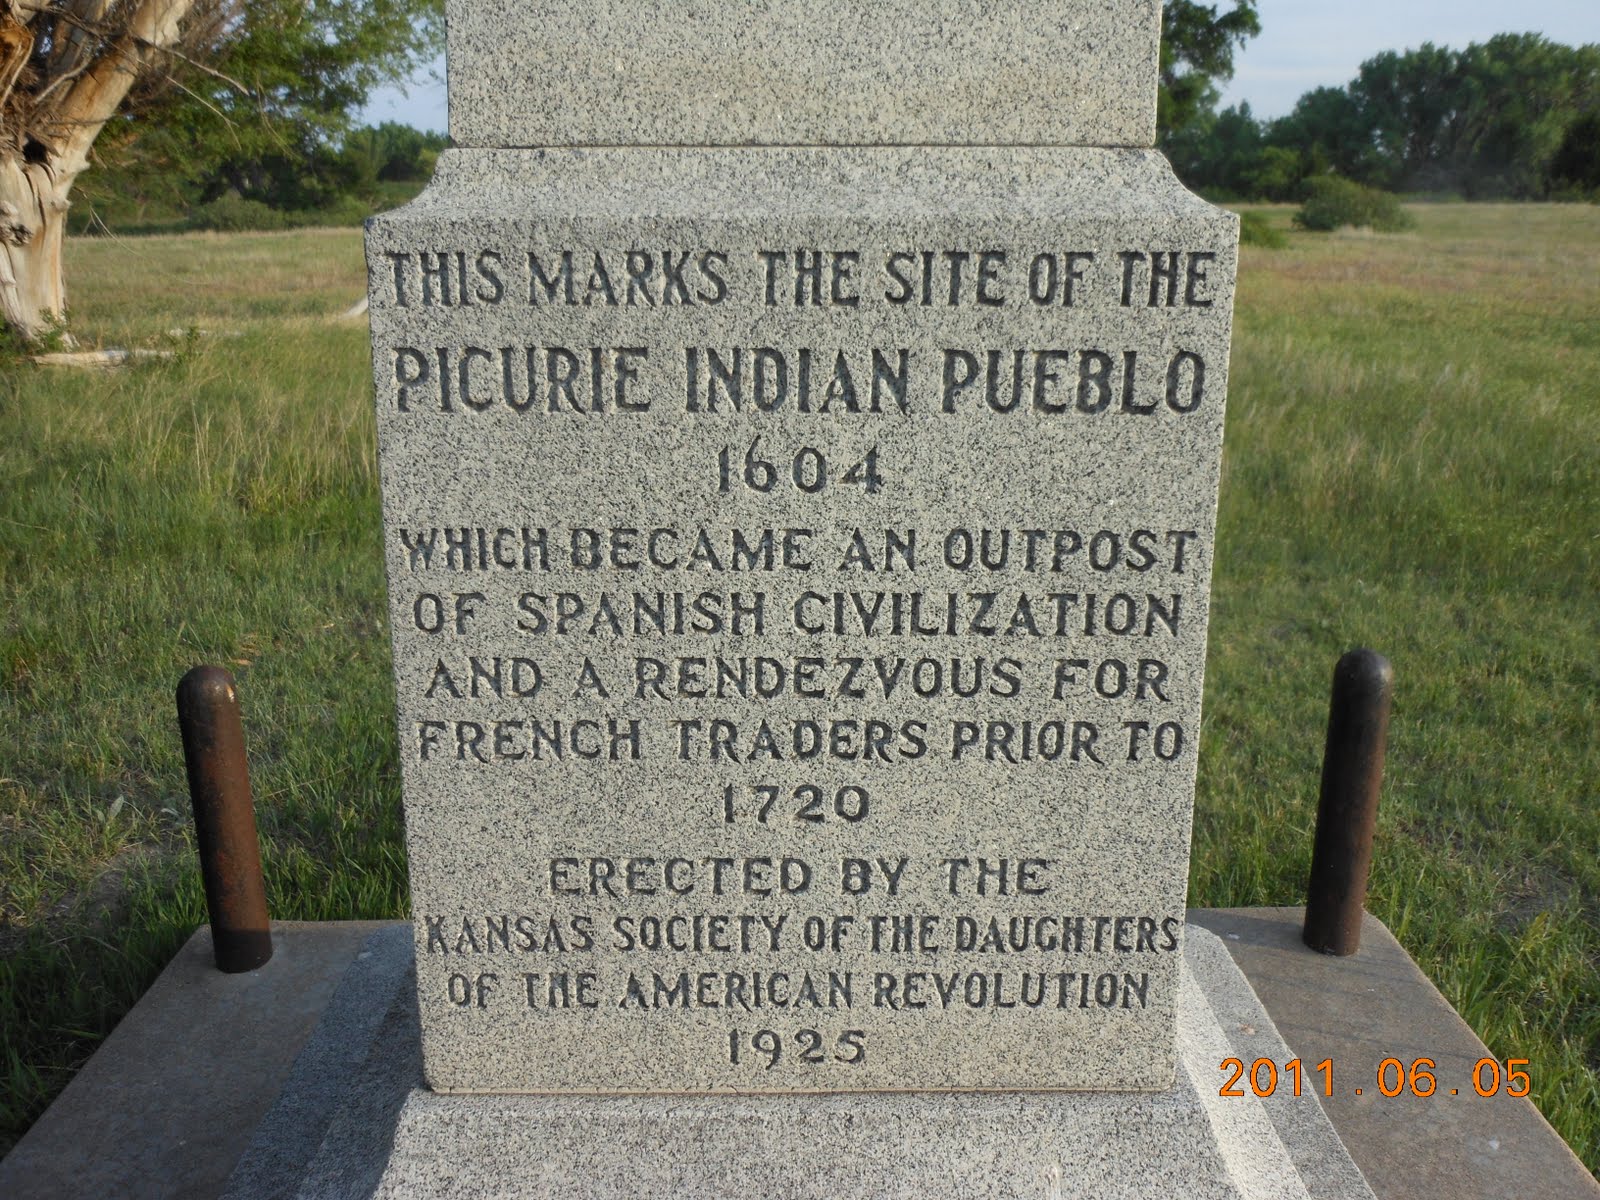 THIS MARKS THE SITE OF THE
PICURIE INDIAN PUEBLO
1604
WHICH BECAME AN OUTPOST
OF SPANISH CIVILIZATION
AND A RENDEZVOUS FOR
FRENCH TRADERS PRIOR TO
1720
ERECTED BY THE
KANSAS SOCIETY OF THE DAUGHTERS
OF THE AMERICAN REVOLUTION
1925
2011.06.05